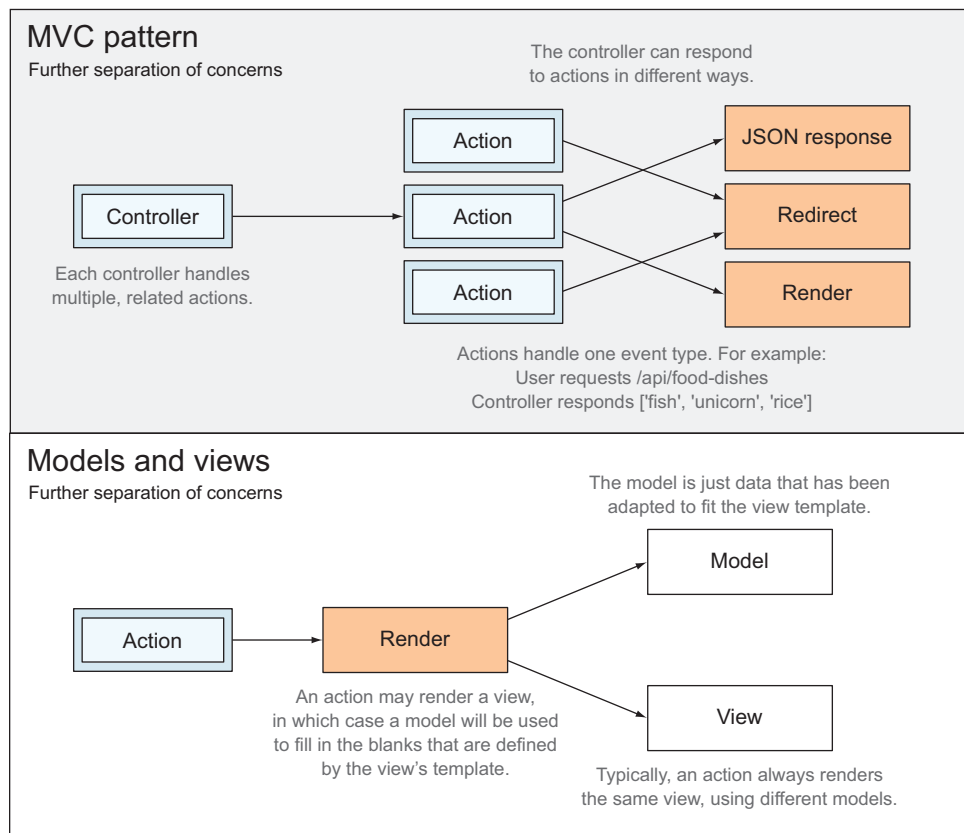 MVC pattern
Further separation of concerns
The controller can respond
to actions in different ways.
Action
JSON response
Controller
Action
Redirect
Each controller handles
multiple, related actions.
Action
Render
Actions handle one event type. For example:
User requests /api/food-dishes
Controller responds ['fish', 'unicorn', 'rice']
Models and views
Further separation of concerns
The model is just data that has been
adapted to fit the view template.
Model
Action
Render
An action may render a view,
in which case a model will be used
to fill in the blanks that are defined
by the view’s template.
View
Typically, an action always renders
the same view, using different models.